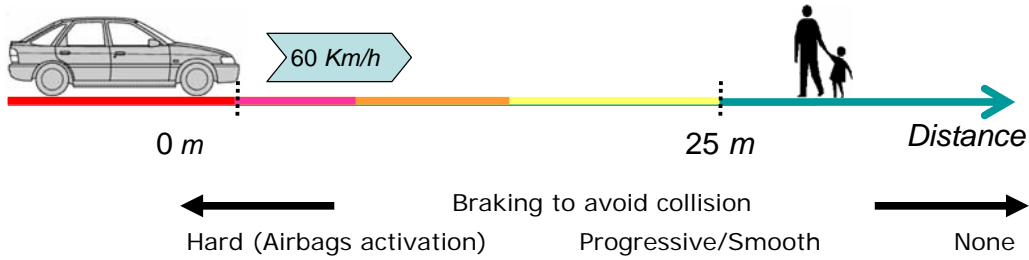 60 Km/h
0 m
25 m
Distance
Braking to avoid collision
Hard (Airbags activation)
Progressive/Smooth
None